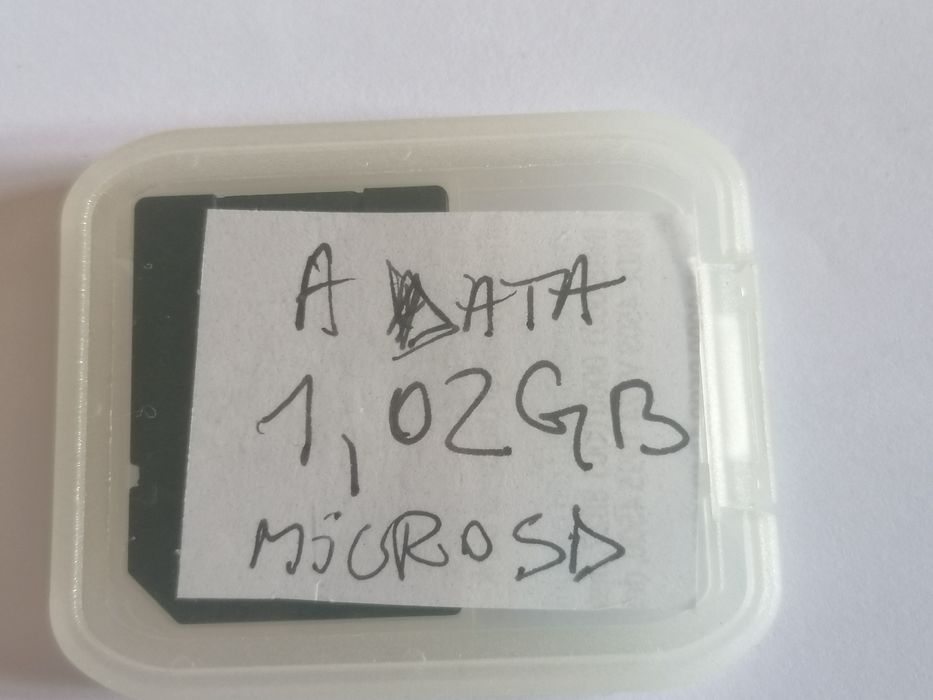 A DATA
1,02GB
MiCROSD